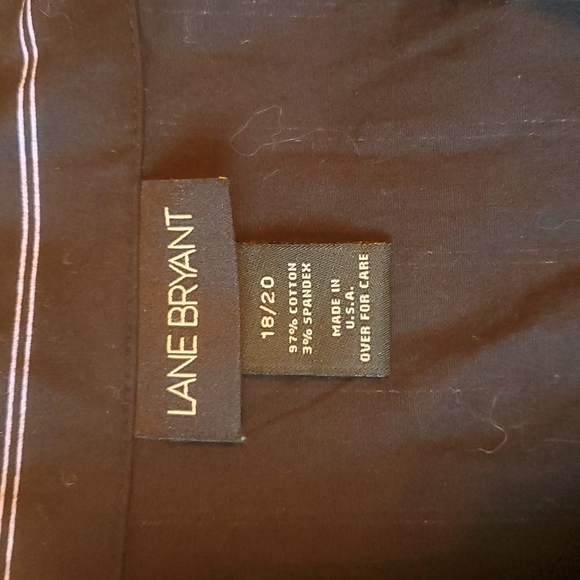 LANE BRYANT
18/20
97% COTTON
3% SPANDEX
MADE IN
U.S.A.
OVER FOR CARE